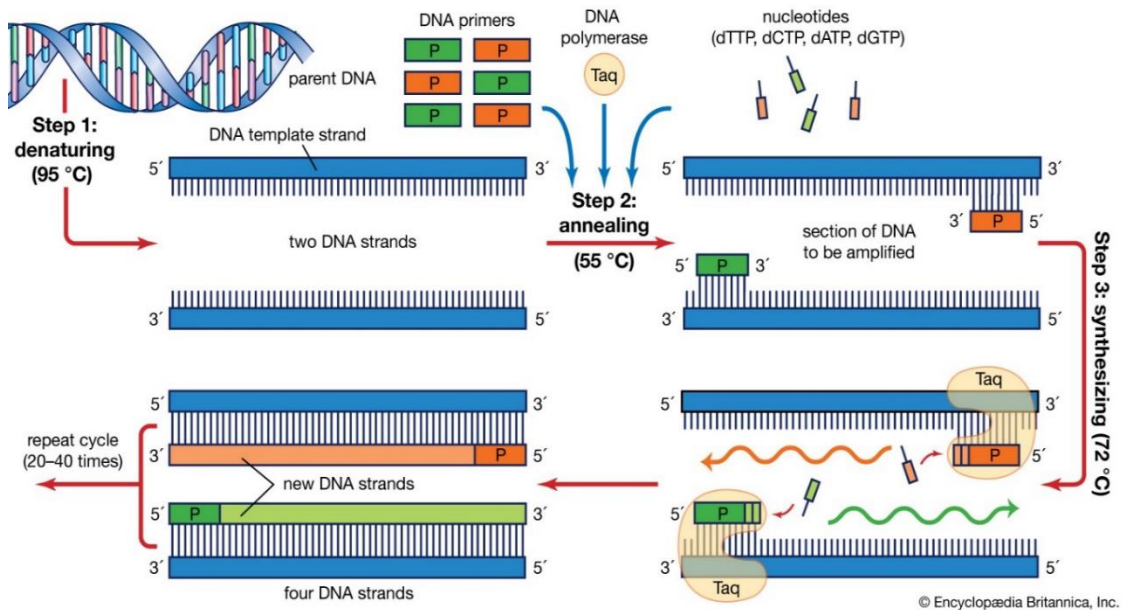 DNA primers
P P
P P
P P
DNA
polymerase
Taq
nucleotides
(dTTP, dCTP, dATP, dGTP)
parent DNA
Step 1:
denaturing
(95 °C)
DNA template strand
5´ 3´
two DNA strands
3´ 5´
Step 2:
annealing
(55 °C)
5´ 3´
3´ P 5´
section of DNA
to be amplified
5´ P 3´
3´ 5´
Step 3: synthesizing (72 °C)
Taq
5´ 3´
P 5´
5´ P
3´ 5´
Taq
5´ 3´
3´ P 5´
new DNA strands
5´ P 3´
3´ 5´
four DNA strands
repeat cycle
(20–40 times)
© Encyclopædia Britannica, Inc.